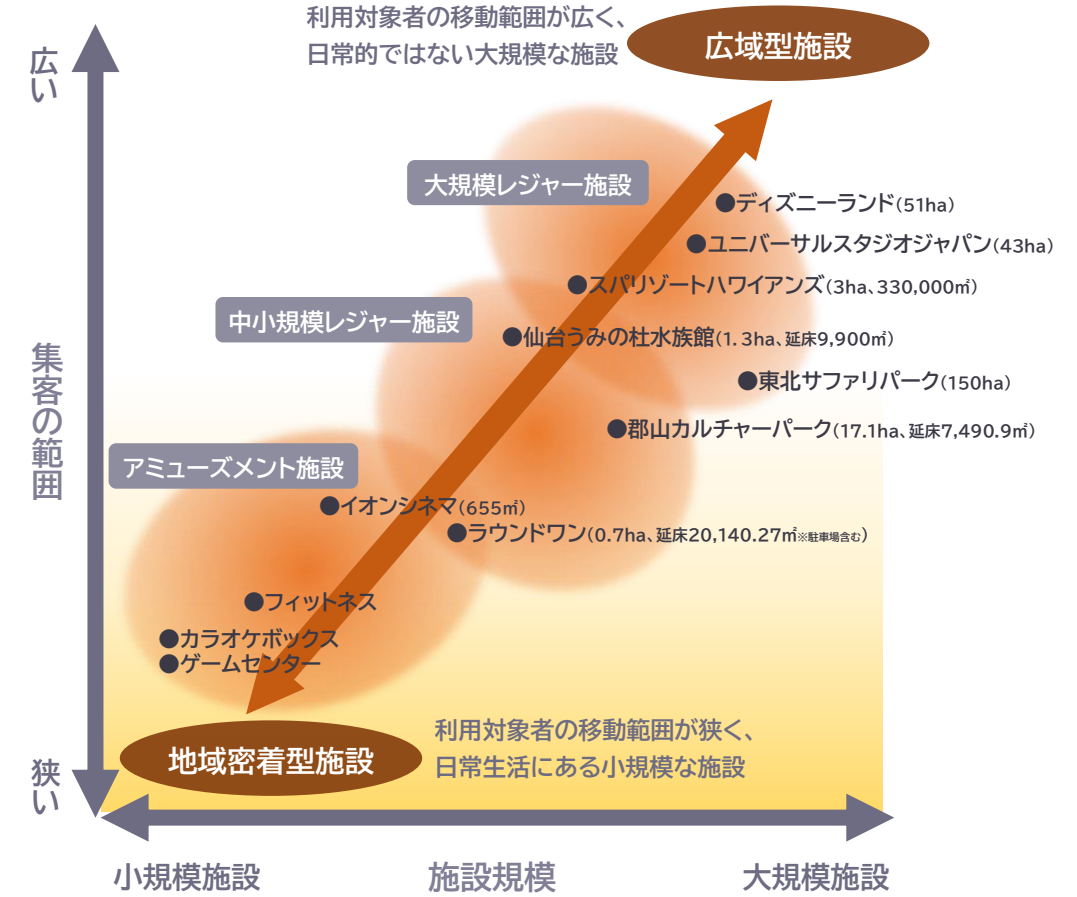 利用対象者の移動範囲が広く、
日常的ではない大規模な施設
広域型施設
広い
大規模レジャー施設
●ディズニーランド(51ha)
●ユニバーサルスタジオジャパン(43ha)
●スパリゾートハワイアンズ(3ha、330,000㎡)
中小規模レジャー施設
●仙台うみの杜水族館(1.3ha、延床9,900㎡)
●東北サファリパーク(150ha)
●郡山カルチャーパーク(17.1ha、延床7,490.9㎡)
集客の範囲
アミューズメント施設
●イオンシネマ(655㎡)
●ラウンドワン(0.7ha、延床20,140.27㎡※駐車場含む)
●フィットネス
●カラオケボックス
●ゲームセンター
地域密着型施設
利用対象者の移動範囲が狭く、
日常生活にある小規模な施設
狭い
小規模施設
施設規模
大規模施設